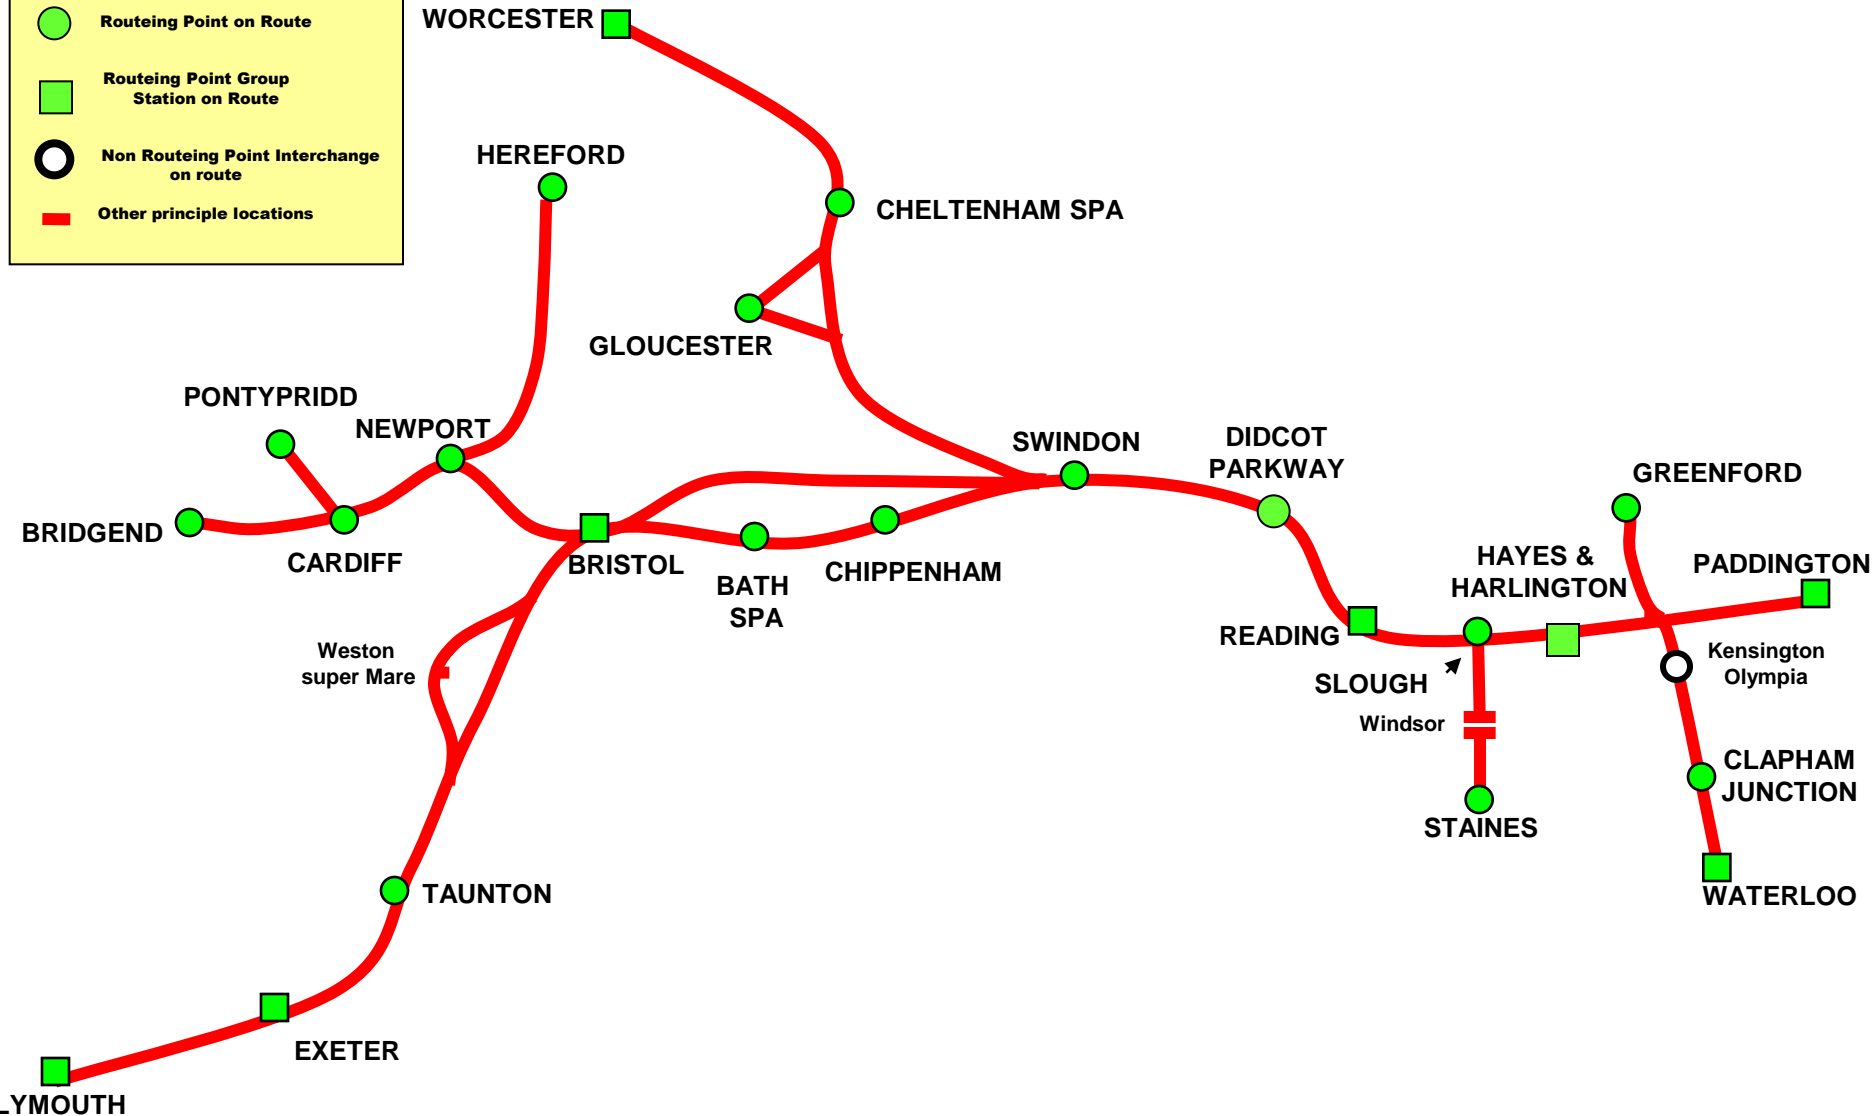 Routeing Point on Route
Routeing Point Group
Station on Route
Non Routeing Point Interchange
on route
Other principle locations
WORCESTER
HEREFORD
CHELTENHAM SPA
GLOUCESTER
PONTYPRIDD
NEWPORT
SWINDON
DIDCOT
PARKWAY
GREENFORD
BRIDGEND
CARDIFF
BRISTOL
BATH
SPA
CHIPPENHAM
HAYES &
HARLINGTON
PADDINGTON
READING
SLOUGH
Windsor
Kensington
Olympia
Weston
super Mare
CLAPHAM
JUNCTION
STAINES
WATERLOO
TAUNTON
EXETER
LYMOUTH